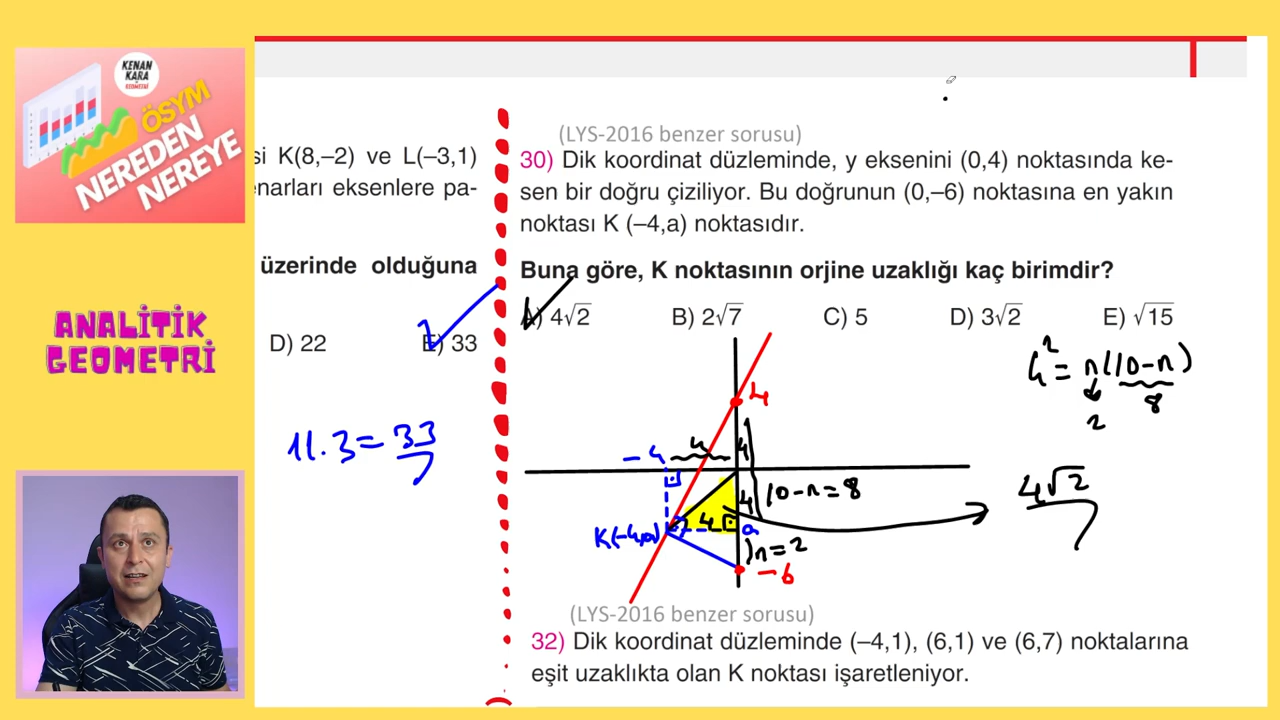 KENAN
KARA
GEOMETRİ
ÖSYM
NEREDEN
NEREYE
ANALİTİK
GEOMETRİ
si K(8,–2) ve L(–3,1)
enarları eksenlere pa-
üzerinde olduğuna
D) 22 E) 33
11.3=33
(LYS-2016 benzer sorusu)
30) Dik koordinat düzleminde, y eksenini (0,4) noktasında ke-
sen bir doğru çiziliyor. Bu doğrunun (0,–6) noktasına en yakın
noktası K (–4,a) noktasıdır.
Buna göre, K noktasının orjine uzaklığı kaç birimdir?
A) 4√2 B) 2√7 C) 5 D) 3√2 E) √15
4² = n(10-n)
2
8
4
-4
4
4
10-n=8
4
4
a
K(-4,a)
n=2
-6
4√2
(LYS-2016 benzer sorusu)
32) Dik koordinat düzleminde (–4,1), (6,1) ve (6,7) noktalarına
eşit uzaklıkta olan K noktası işaretleniyor.